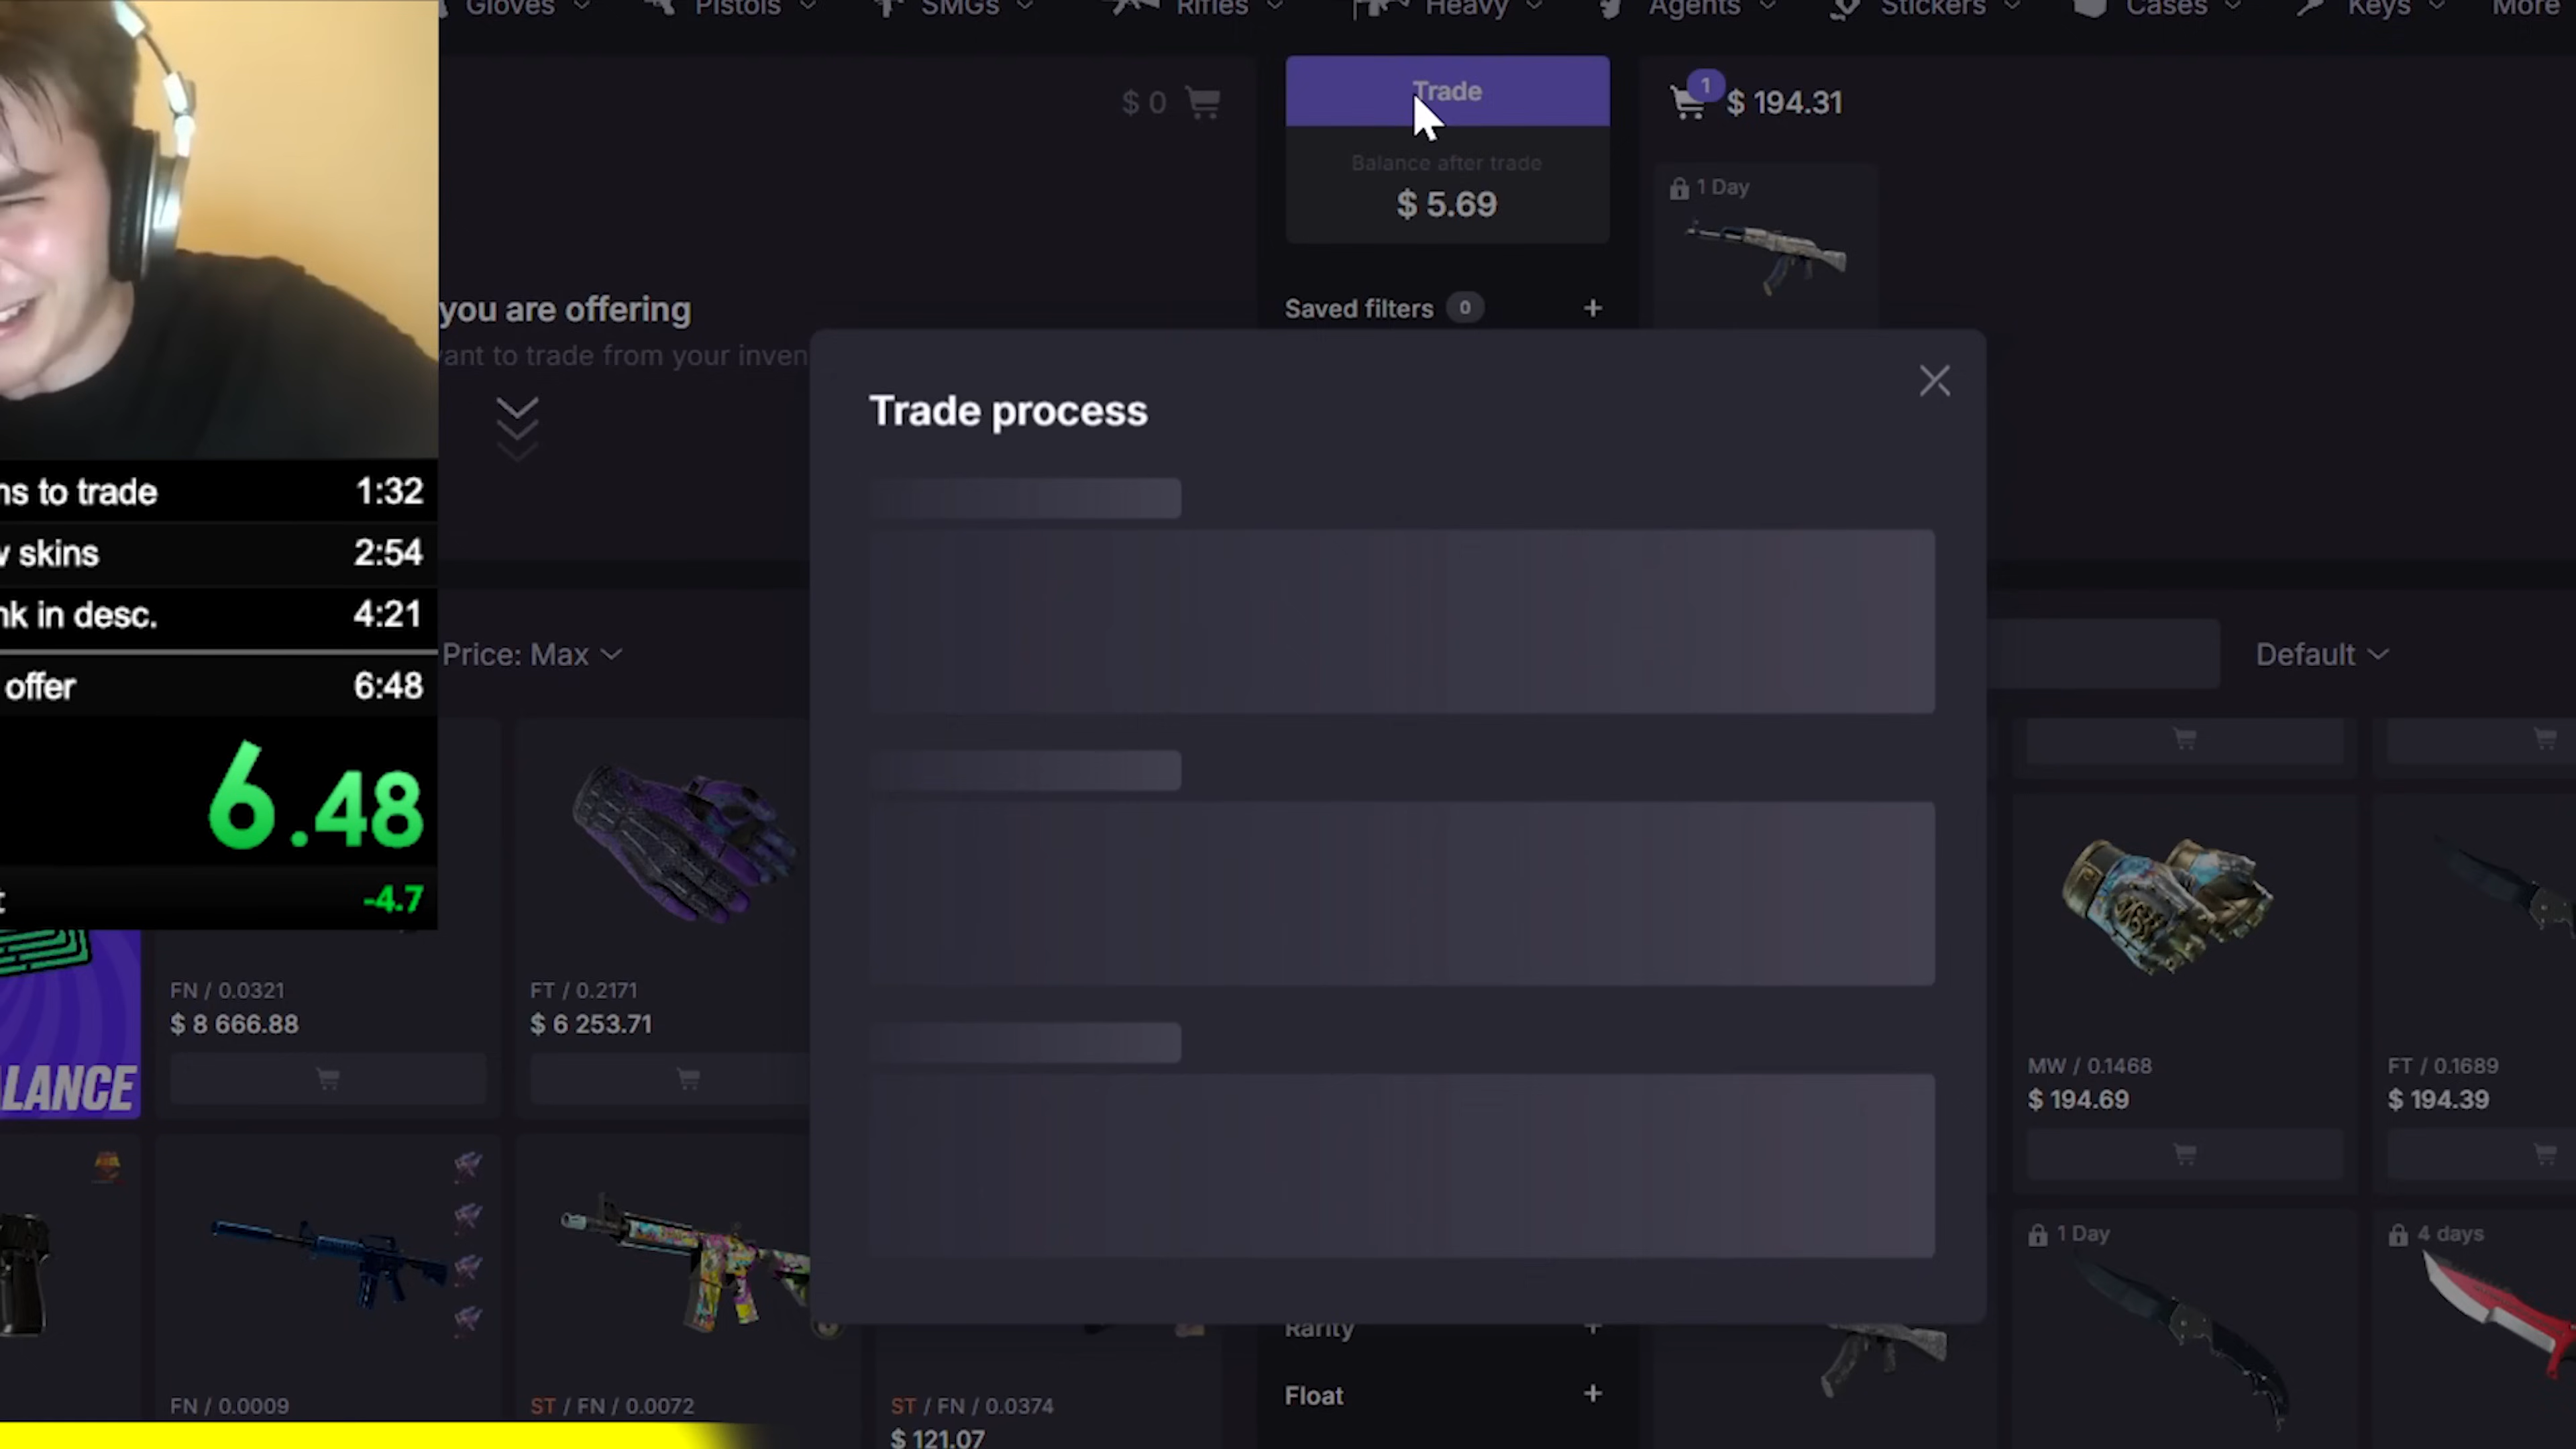 Gloves
Pistols
SMGs
Rifles
Heavy
Agents
Stickers
Cases
Keys
More
$ 0
Trade
Balance after trade
$ 5.69
1
$ 194.31
1 Day
you are offering
ant to trade from your inven
Saved filters 0 +
Trade process
ns to trade 1:32
w skins 2:54
nk in desc. 4:21
offer 6:48
6.48
-4.7
Price: Max
Default
FN / 0.0321
$ 8 666.88
FT / 0.2171
$ 6 253.71
MW / 0.1468
$ 194.69
FT / 0.1689
$ 194.39
LANCE
1 Day
4 days
Rarity +
Float +
FN / 0.0009
ST / FN / 0.0072
ST / FN / 0.0374
$ 121.07